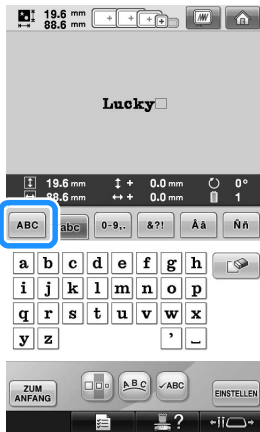 19.6 mm
88.6 mm
Lucky
19.6 mm + 0.0 mm 0°
88.6 mm + 0.0 mm 1
ABC abc 0-9,. &?! Ââ Ññ
a b c d e f g h
i j k l m n o p
q r s t u v w x
y z ’ _
ABC ✓ABC
ZUM ANFANG EINSTELLEN
?